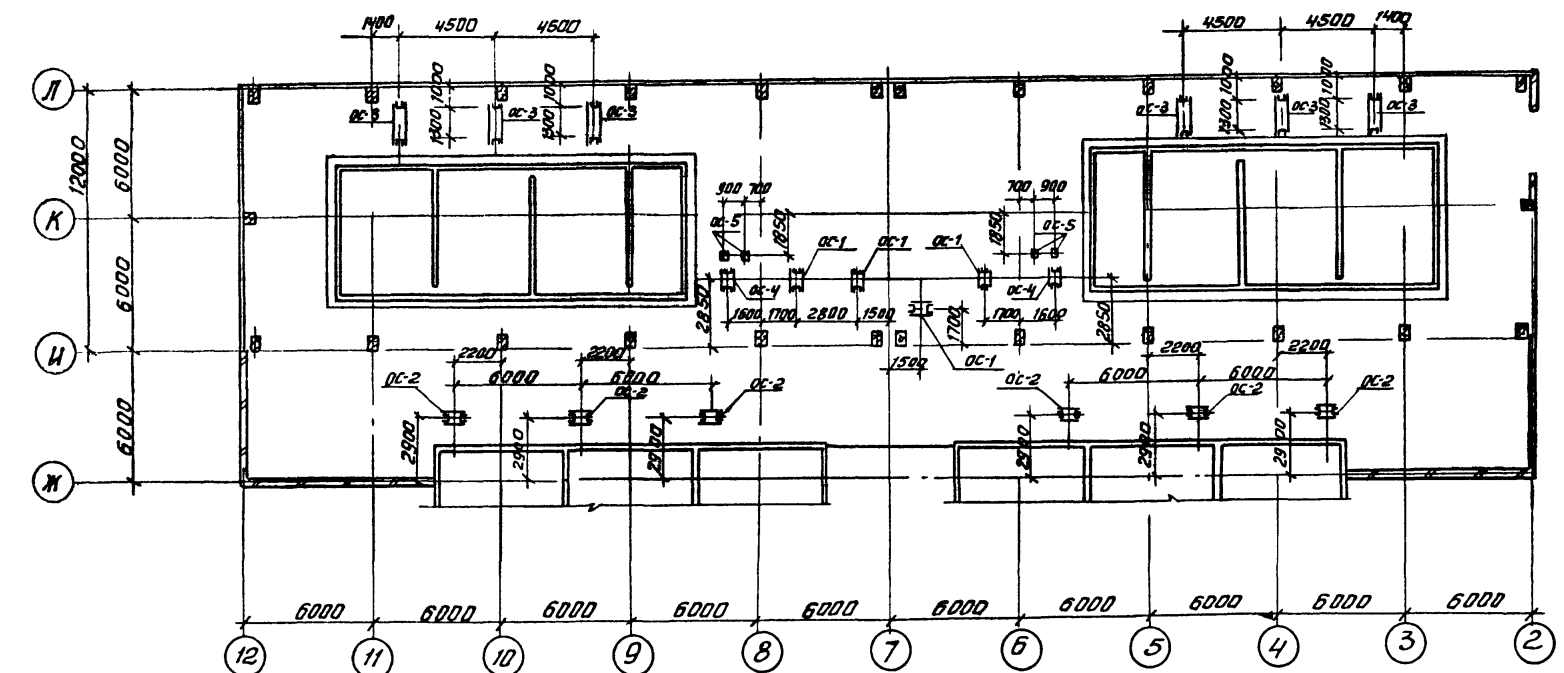 1400 4500 4600 4500 4500 1400
Л
1000 1000 1000 1000
ОС-3 1300 ОС-3 1300 ОС-3 ОС-3 1300 ОС-3 1300 ОС-3
12000 6000
900 700 700 900
К
ОС-5 1850 1850 ОС-5
ОС-1 ОС-1 ОС-1
6000
ОС-4 ОС-4
2850 1600 1700 2800 1500 1700 1700 1600 2850
И
2200 2200 1500 ОС-1 2200 2200
ОС-2 6000 6000 ОС-2 ОС-2 6000 6000 ОС-2
ОС-2 ОС-2
6000
2900 2900 2900 2900 2900 2900
Ж
6000 6000 6000 6000 6000 6000 6000 6000 6000 6000
12 11 10 9 8 7 6 5 4 3 2